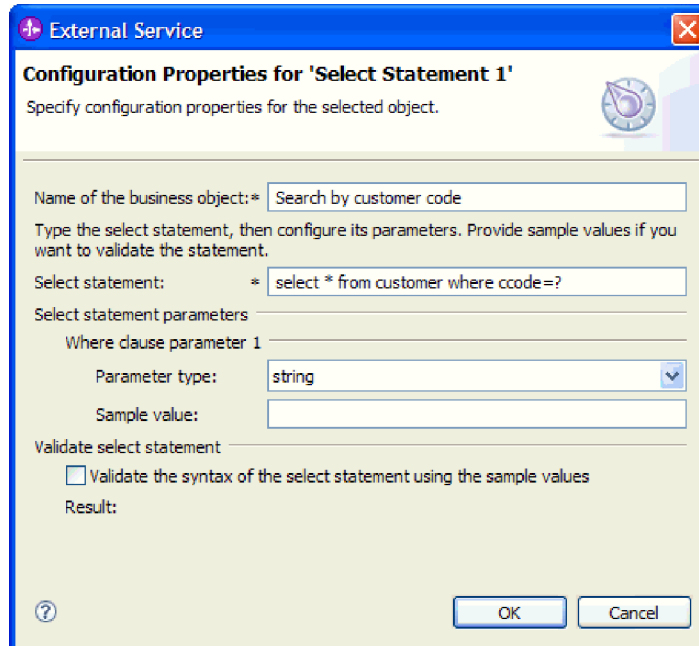 External Service
Configuration Properties for 'Select Statement 1'
Specify configuration properties for the selected object.
Name of the business object:* Search by customer code
Type the select statement, then configure its parameters. Provide sample values if you
want to validate the statement.
Select statement: * select * from customer where ccode=?
Select statement parameters
Where clause parameter 1
Parameter type: string
Sample value:
Validate select statement
Validate the syntax of the select statement using the sample values
Result:
? OK Cancel